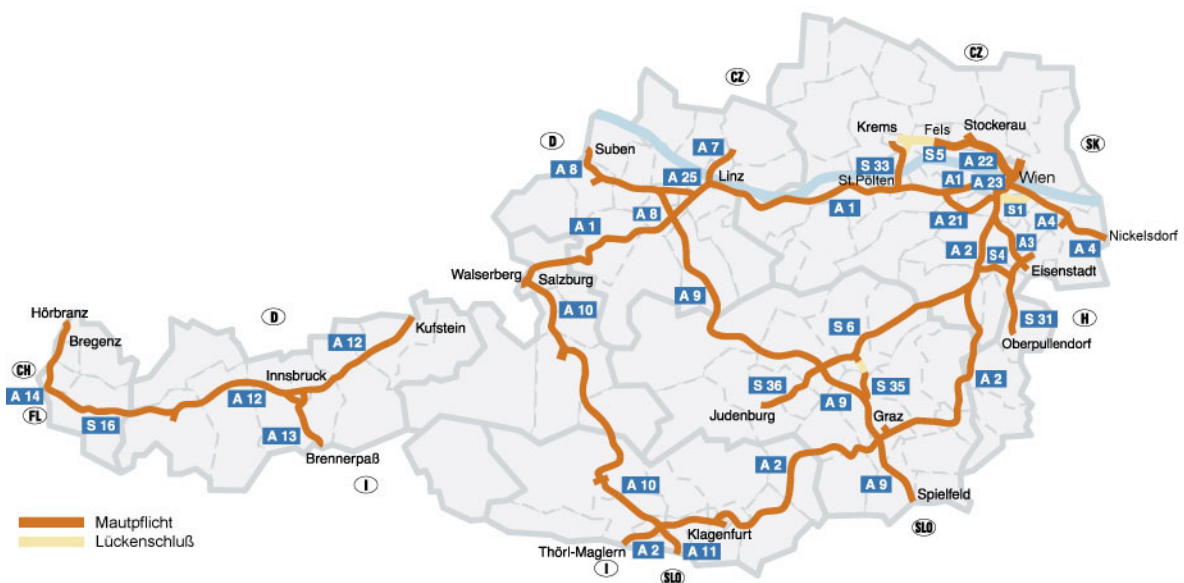 CZ
CZ
Krems
Fels
Stockerau
D
Suben
A 7
SK
S 33
S 5
A 22
A 8
A 25
Linz
St.Pölten
A1
A 23
Wien
A 1
A 8
A 1
A 21
S1
A4
Nickelsdorf
A 2
S4
A3
A 4
Eisenstadt
Walserberg
Salzburg
A 10
A 9
S 6
S 31
H
Oberpullendorf
Hörbranz
D
Bregenz
A 12
Kufstein
CH
Innsbruck
A 14
A 12
S 36
S 35
A 2
FL
S 16
Judenburg
A 9
Graz
A 13
Brennerpaß
I
A 10
A 2
A 9
Spielfeld
SLO
Mautpflicht
Lückenschluß
Klagenfurt
Thörl-Maglern
A 2
A 11
I
SLO